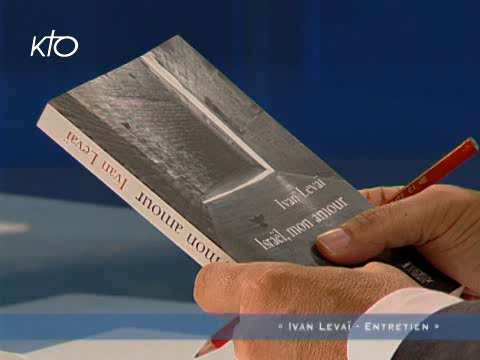 KTO
Ivan Levaï
Israël, mon amour
Ivan Levaï
mon amour
« IVAN LEVAÏ - ENTRETIEN »